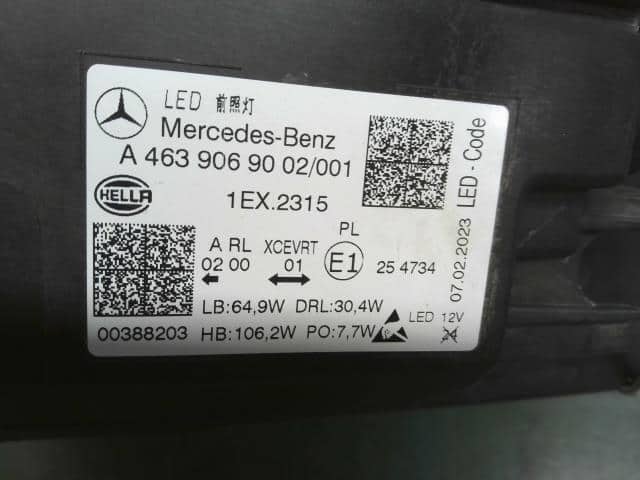 LED 前照灯
Mercedes-Benz
A 463 906 90 02/001
HELLA
1EX.2315
PL
A RL XCEVRT E1 25 4734
02 00 01
LB:64,9W DRL:30,4W LED 12V
00388203 HB:106,2W PO:7,7W
07.02.2023 LED-Code